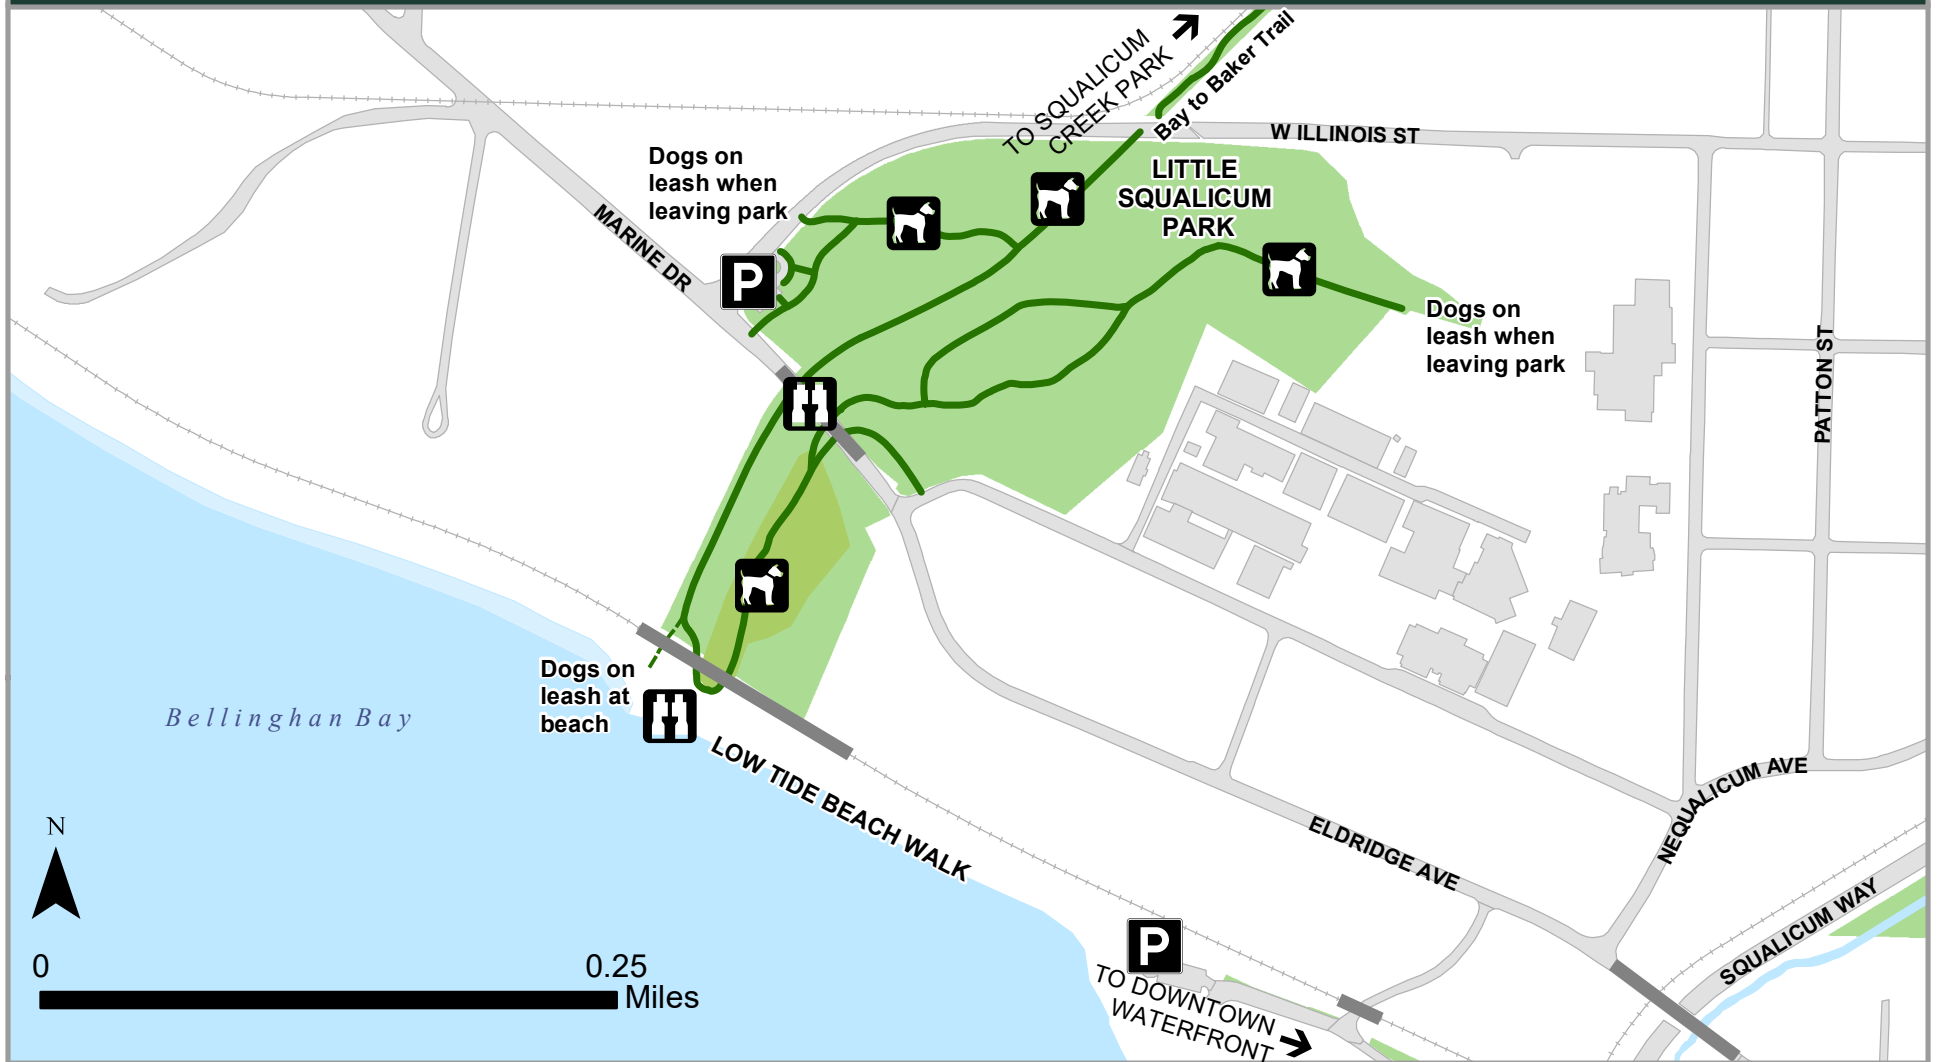 TO SQUALICUM
CREEK PARK
Bay to Baker Trail
W ILLINOIS ST
Dogs on
leash when
leaving park
LITTLE
SQUALICUM
PARK
MARINE DR
P
Dogs on
leash when
leaving park
PATTON ST
Dogs on
leash at
beach
Bellinghan Bay
LOW TIDE BEACH WALK
NEQUALICUM AVE
ELDRIDGE AVE
SQUALICUM WAY
N
P
TO DOWNTOWN
WATERFRONT
0 0.25
Miles